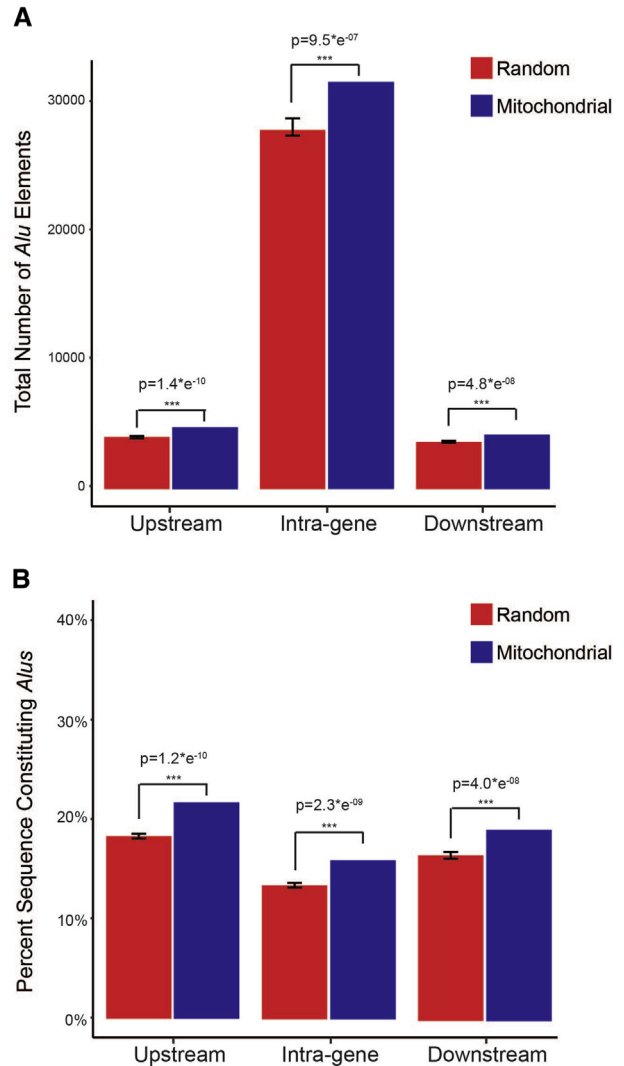 A
p=9.5*e-07
***
Random
Mitochondrial
30000
20000
10000
0
Total Number of Alu Elements
p=1.4*e-10
***
p=4.8*e-08
***
Upstream
Intra-gene
Downstream
B
Random
Mitochondrial
40%
30%
20%
10%
0%
Percent Sequence Constituting Alus
p=1.2*e-10
***
p=2.3*e-09
***
p=4.0*e-08
***
Upstream
Intra-gene
Downstream